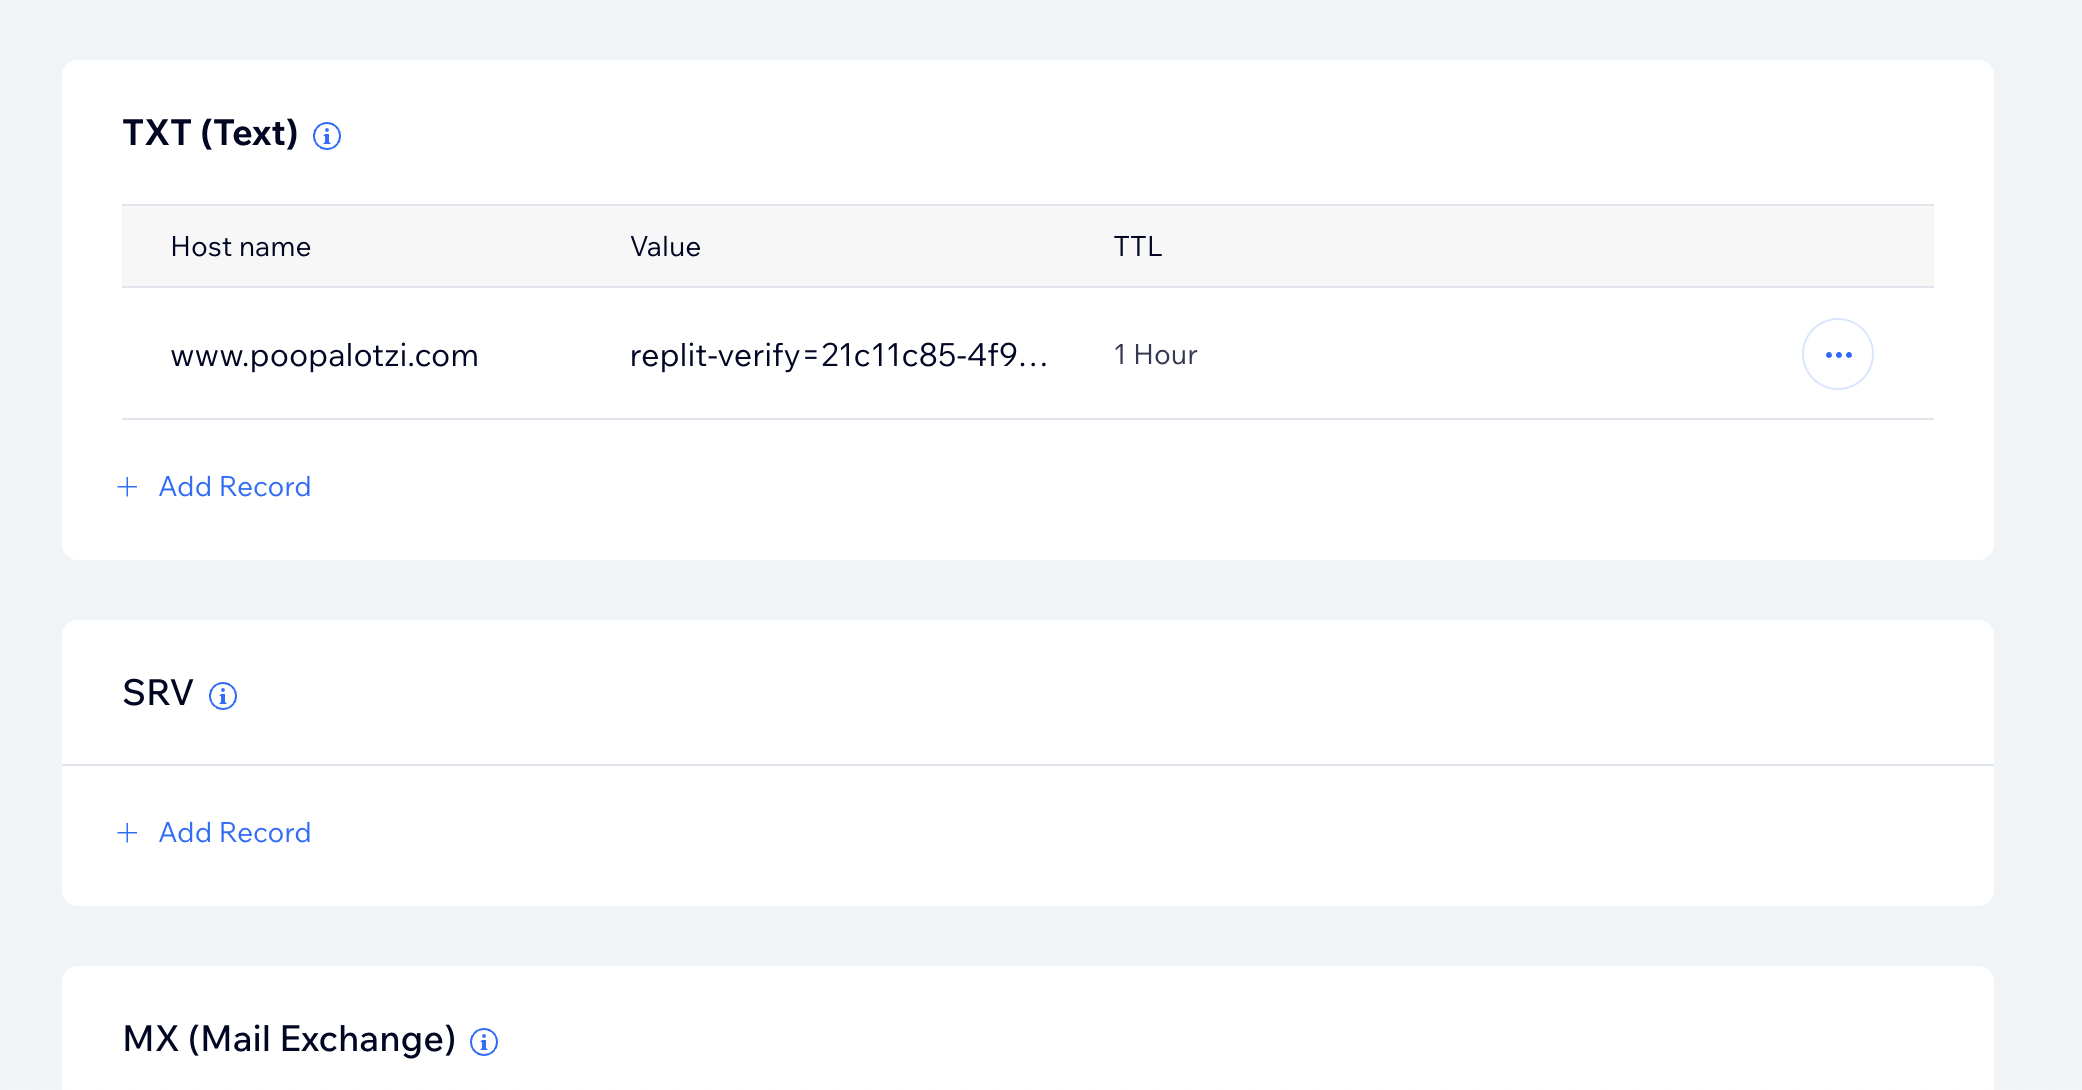 TXT (Text)
Host name Value TTL
www.poopalotzi.com replit-verify=21c11c85-4f9... 1 Hour
+ Add Record
SRV
+ Add Record
MX (Mail Exchange)